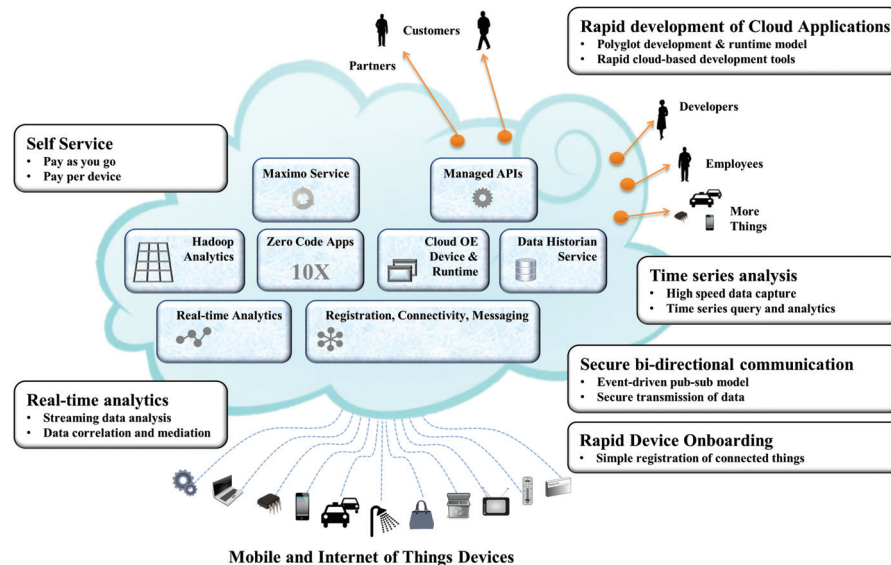 Customers
Partners
Rapid development of Cloud Applications
• Polyglot development & runtime model
• Rapid cloud-based development tools
Developers
Employees
More
Things
Self Service
• Pay as you go
• Pay per device
Maximo Service
Managed APIs
Hadoop
Analytics
Zero Code Apps
10X
Cloud OE
Device &
Runtime
Data Historian
Service
Real-time Analytics
Registration, Connectivity, Messaging
Time series analysis
• High speed data capture
• Time series query and analytics
Secure bi-directional communication
• Event-driven pub-sub model
• Secure transmission of data
Real-time analytics
• Streaming data analysis
• Data correlation and mediation
Rapid Device Onboarding
• Simple registration of connected things
Mobile and Internet of Things Devices